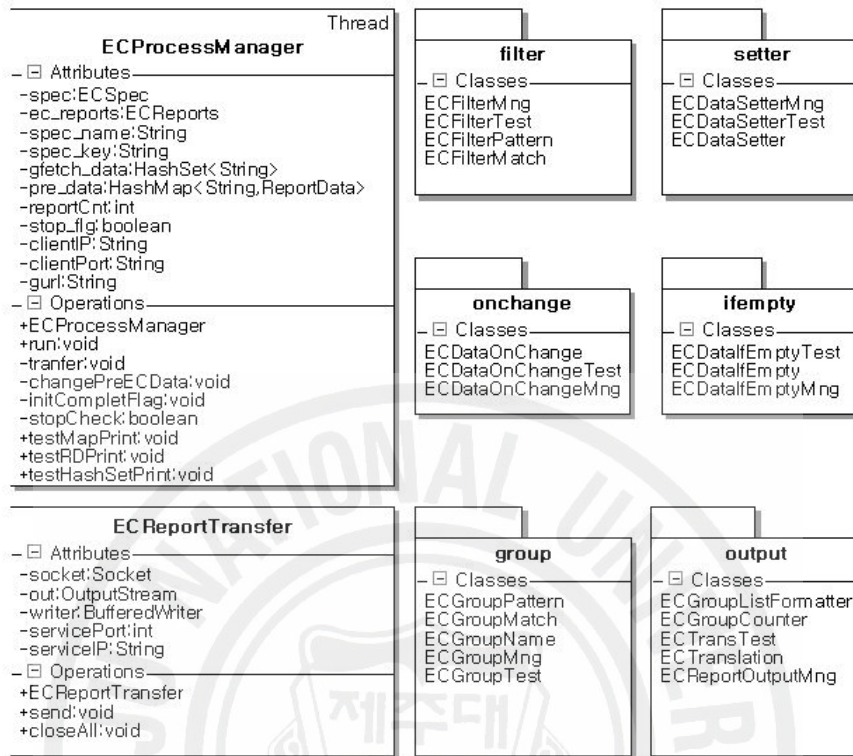 Thread
ECProcessManager
Attributes
-spec:ECSpec
-ec_reports:ECReports
-spec_name:String
-spec_key:String
-gfetch_data:HashSet<String>
-pre_data:HashMap<String,ReportData>
-reportCnt:int
-stop_flg:boolean
-clientIP:String
-clientPort:String
-gurl:String
Operations
+ECProcessManager
+run:void
-tranfer:void
-changePreECData:void
-initCompletFlag:void
-stopCheck:boolean
+testMapPrint:void
+testRDPrint:void
+testHashSetPrint:void
filter
Classes
ECFilterMng
ECFilterTest
ECFilterPattern
ECFilterMatch
setter
Classes
ECDataSetterMng
ECDataSetterTest
ECDataSetter
onchange
Classes
ECDataOnChange
ECDataOnChangeTest
ECDataOnChangeMng
ifempty
Classes
ECDataIfEmptyTest
ECDataIfEmpty
ECDataIfEmptyMng
ECReportTransfer
Attributes
-socket:Socket
-out:OutputStream
-writer:BufferedWriter
-servicePort:int
-serviceIP:String
Operations
+ECReportTransfer
+send:void
+closeAll:void
group
Classes
ECGroupPattern
ECGroupMatch
ECGroupName
ECGroupMng
ECGroupTest
output
Classes
ECGroupListFormatter
ECGroupCounter
ECTransTest
ECTranslation
ECReportOutputMng
NATIONAL UNIVER
제주대